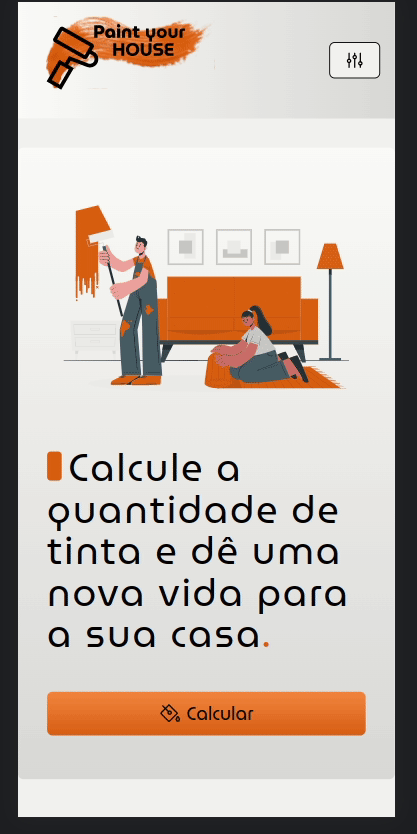 Paint your
HOUSE
Calcule a
quantidade de
tinta e dê uma
nova vida para
a sua casa.
Calcular